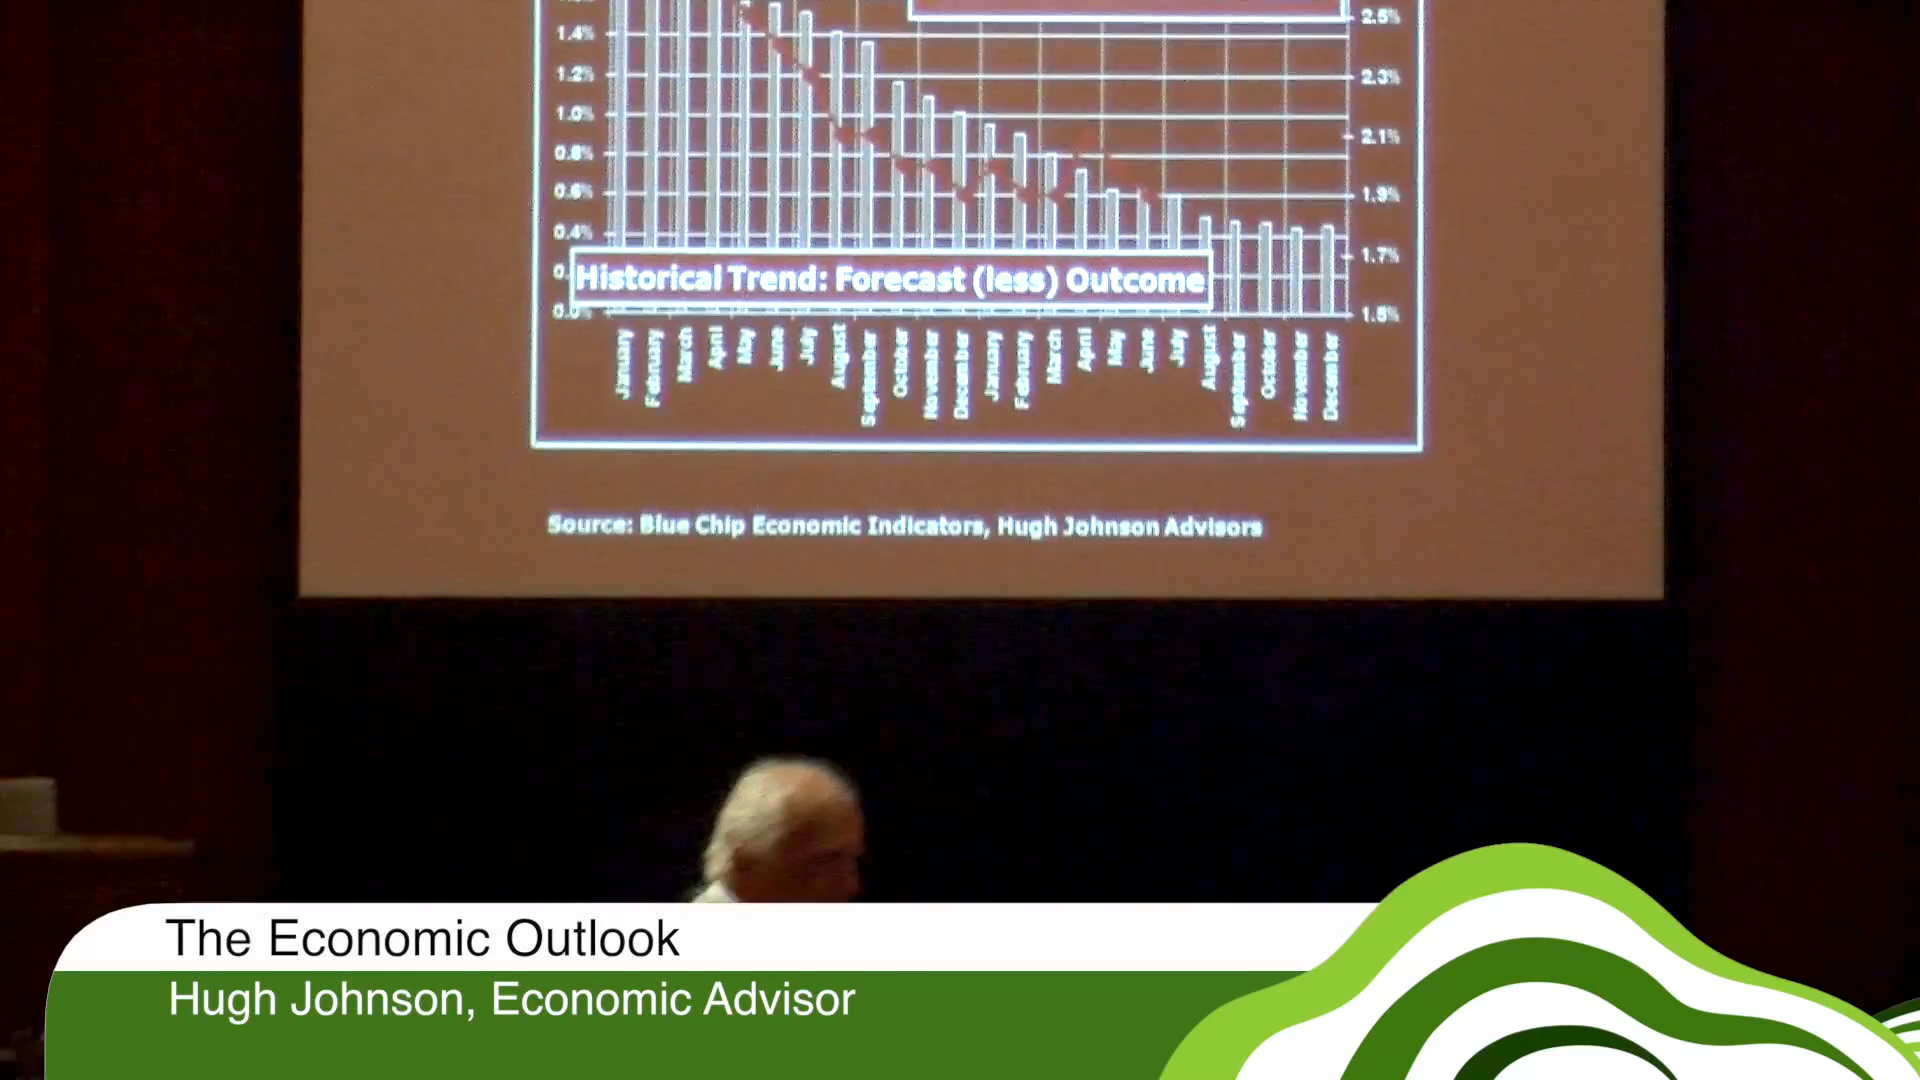 2.5%
1.4%
1.2%
2.3%
1.0%
2.1%
0.8%
0.6%
1.9%
0.4%
1.7%
Historical Trend: Forecast (less) Outcome
0.0%
1.5%
January February March April May June July August September October November December January February March April May June July August September October November December
Source: Blue Chip Economic Indicators, Hugh Johnson Advisors
The Economic Outlook
Hugh Johnson, Economic Advisor